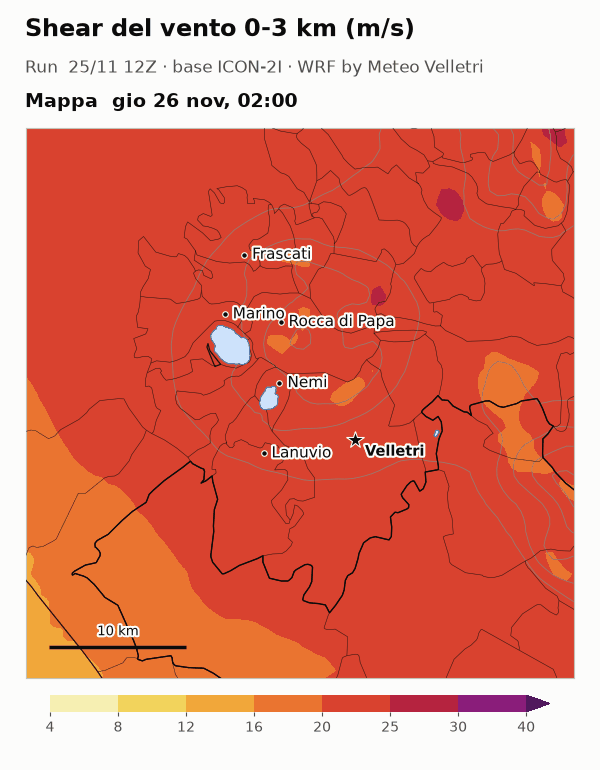 Shear del vento 0-3 km (m/s)
Run  25/11 12Z · base ICON-2I · WRF by Meteo Velletri
Mappa  gio 26 nov, 02:00
Frascati
Marino
Rocca di Papa
Nemi
Velletri
Lanuvio
10 km
4 8 12 16 20 25 30 40